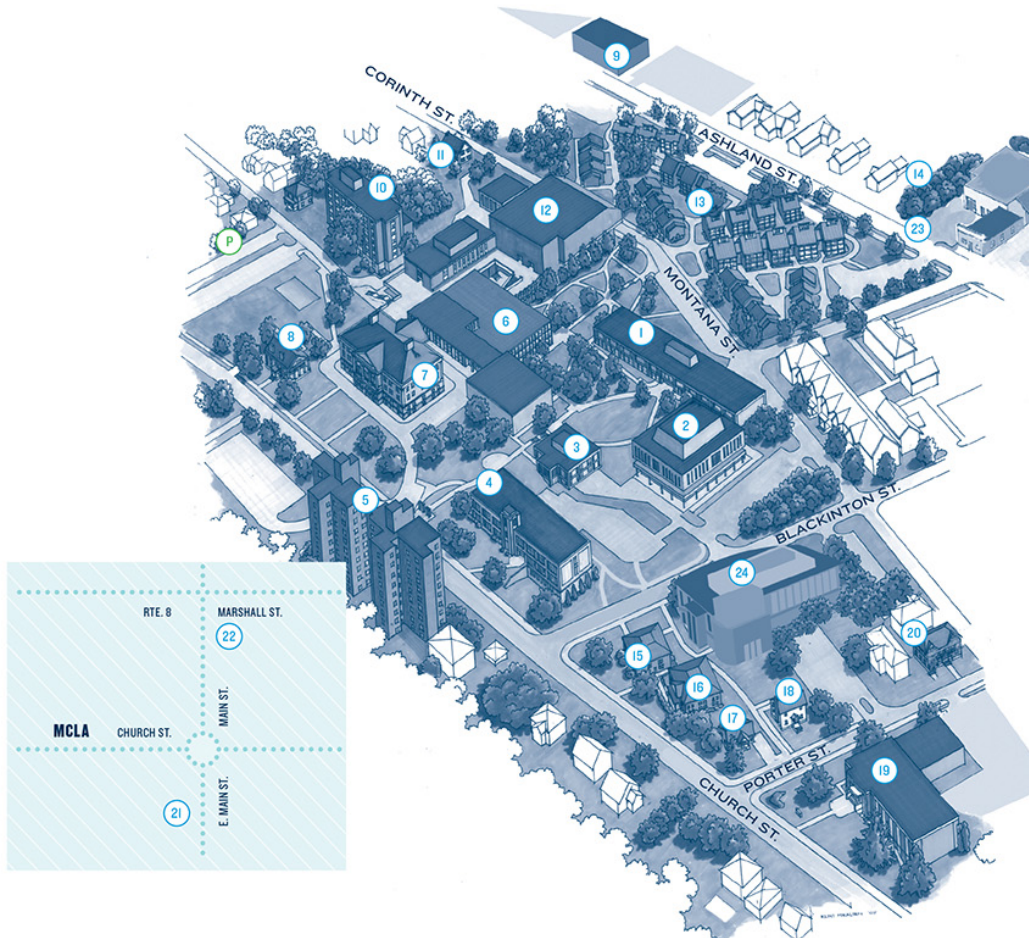 9
CORINTH ST.
ASHLAND ST.
11
10
12
13
14
23
P
MONTANA ST.
6
1
8
7
2
3
4
5
BLACKINTON ST.
24
15
16
17
18
20
PORTER ST.
19
CHURCH ST.
RTE. 8
MARSHALL ST.
22
MAIN ST.
MCLA
CHURCH ST.
E. MAIN ST.
21